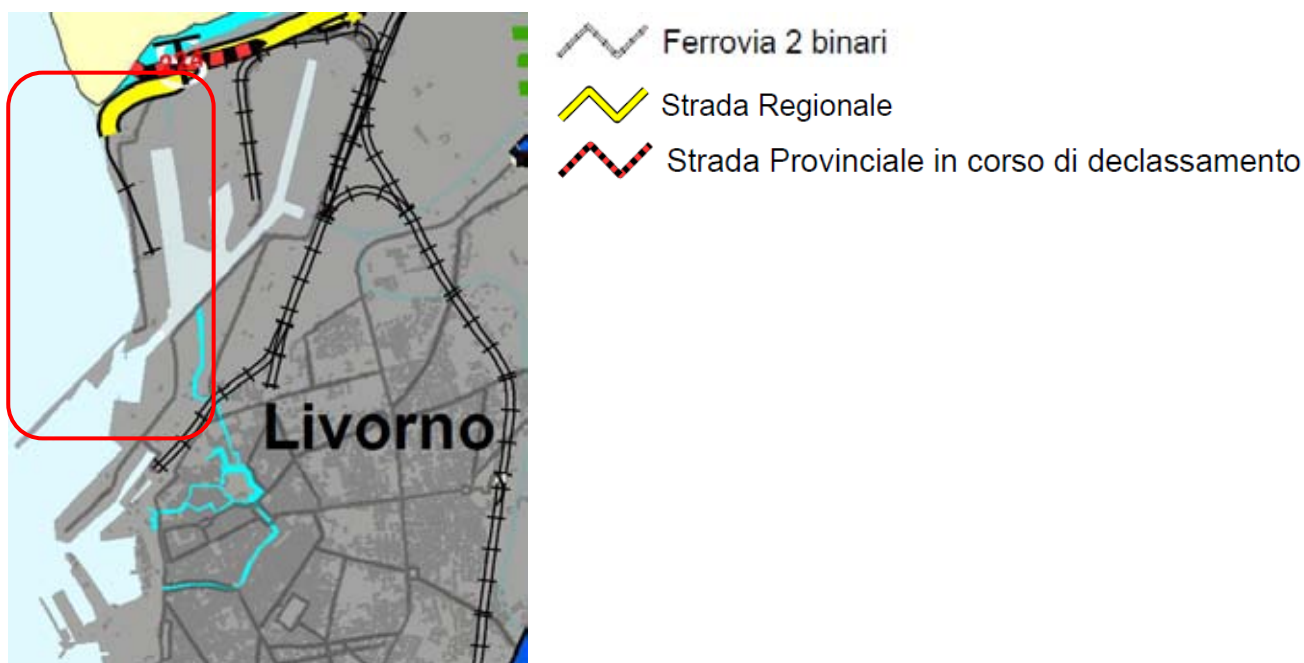 Livorno
Ferrovia 2 binari
Strada Regionale
Strada Provinciale in corso di declassamento